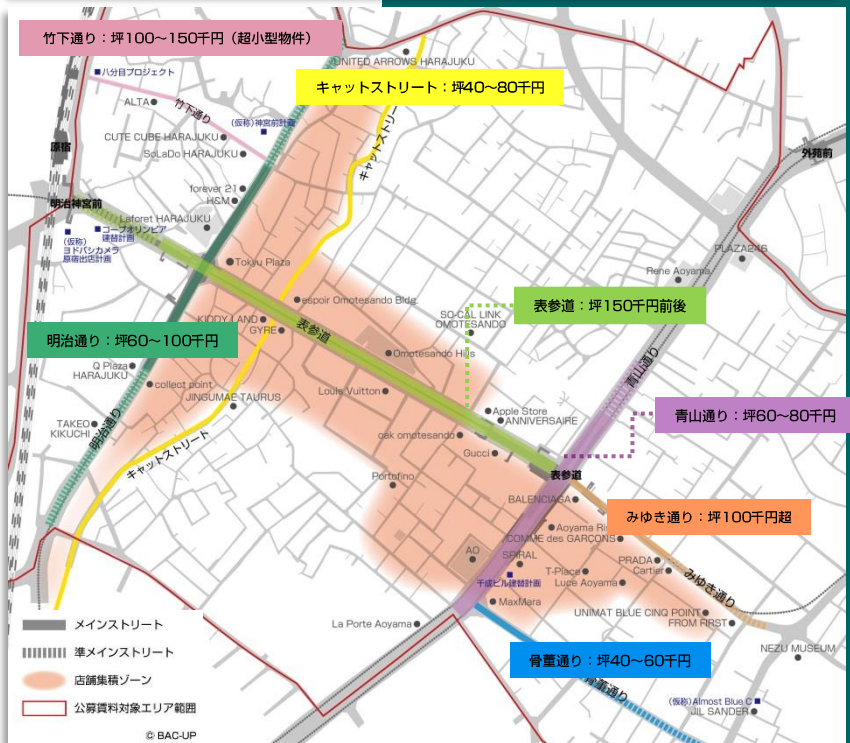 竹下通り：坪100～150千円（超小型物件）
UNITED ARROWS HARAJUKU
八分目プロジェクト
キャットストリート：坪40～80千円
ALTA
竹下通り
(仮称)神宮前計画
CUTE CUBE HARAJUKU
SoLaDo HARAJUKU
キャットストリー
原宿
外苑前
forever 21
H&M
明治神宮前
Laforet HARAJUKU
コープオリンピア
建替計画
(仮称)
ヨドバシカメラ
原宿出店計画
PLAZA246
Tokyu Plaza
Rene Aoyama
espoir Omotesando Bldg.
表参道：坪150千円前後
SO-CAL LINK
OMOTESANDO
KIDDY LAND
GYRE
表参道
明治通り：坪60～100千円
Omotesando Hills
青山通り
Q Plaza
HARAJUKU
collect point
Louis Vuitton
JINGUMAE TAURUS
Apple Store
ANNIVERSAIRE
青山通り：坪60～80千円
TAKEO
KIKUCHI
明治通り
キャットストリート
oak omotesando
Gucci
Portofino
表参道
BALENCIAGA
みゆき通り：坪100千円超
Aoyama Ri
COMME des GARCONS
AO
SPIRAL
PRADA
Cartier
T-Place
Luce Aoyama
みゆき通り
千成ビル建替計画
MaxMara
UNIMAT BLUE CINQ POINT
FROM FIRST
La Porte Aoyama
メインストリート
準メインストリート
NEZU MUSEUM
骨董通り：坪40～60千円
店舗集積ゾーン
骨董通り
公募賃料対象エリア範囲
(仮称)Almost Blue C
JIL SANDER
© BAC-UP